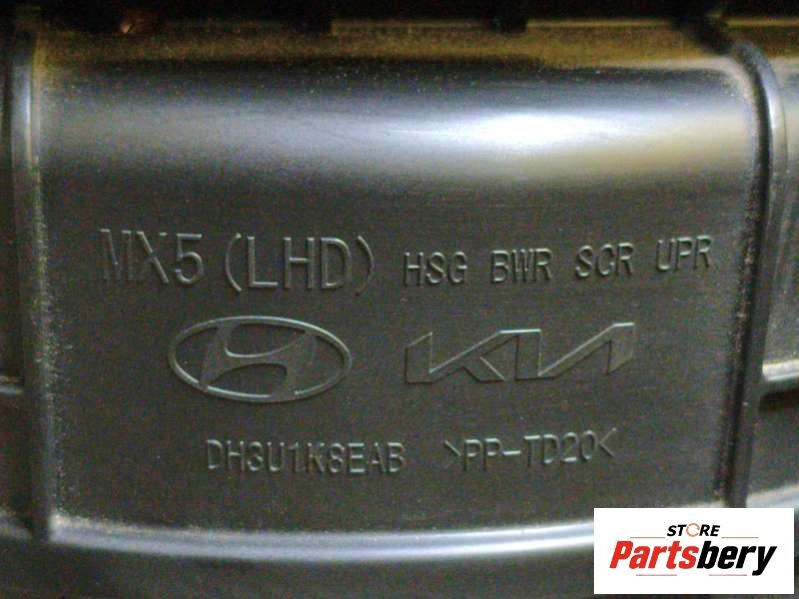 MX5 (LHD) HSG BWR SCR UPR
KIA
DH3U1K8EAB >PP-TD20<
STORE
Partsbery